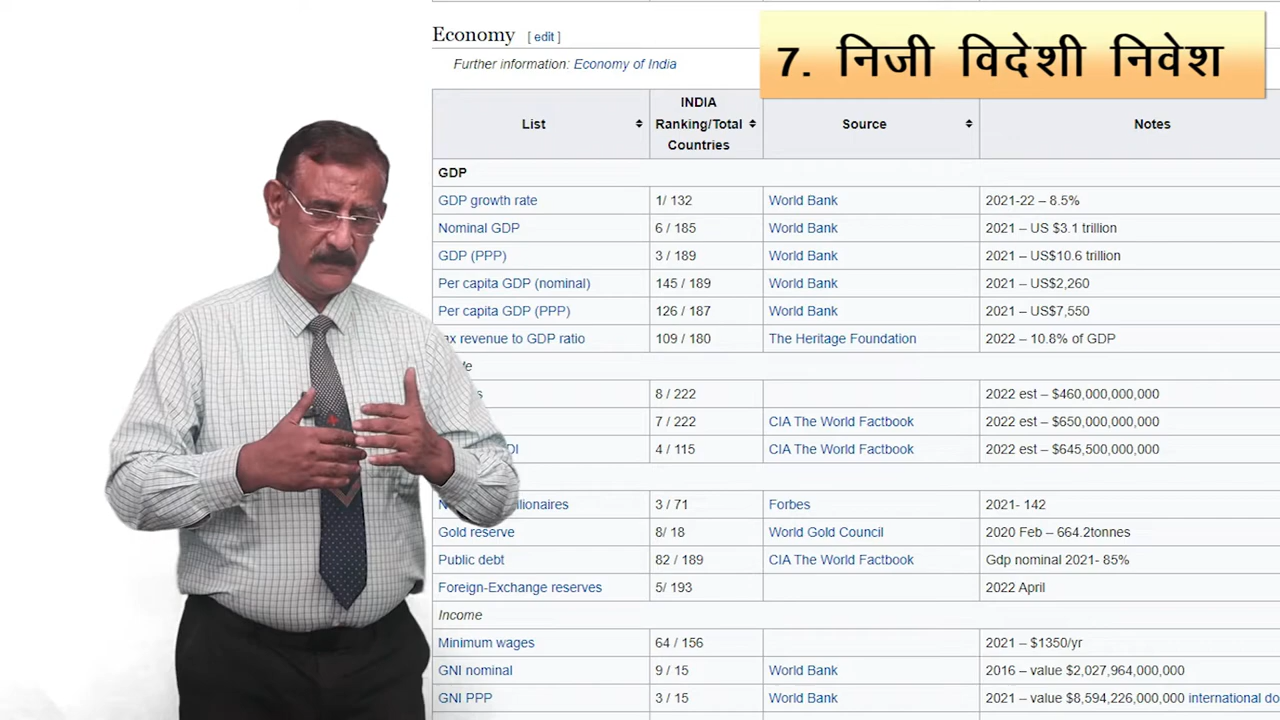 Economy [ edit ]
7. निजी विदेशी निवेश
Further information: Economy of India
List
INDIA
Ranking/Total
Countries
Source
Notes
GDP
GDP growth rate 1/ 132 World Bank 2021-22 – 8.5%
Nominal GDP 6 / 185 World Bank 2021 – US $3.1 trillion
GDP (PPP) 3 / 189 World Bank 2021 – US$10.6 trillion
Per capita GDP (nominal) 145 / 189 World Bank 2021 – US$2,260
Per capita GDP (PPP) 126 / 187 World Bank 2021 – US$7,550
revenue to GDP ratio 109 / 180 The Heritage Foundation 2022 – 10.8% of GDP
8 / 222 2022 est – $460,000,000,000
7 / 222 CIA The World Factbook 2022 est – $650,000,000,000
4 / 115 CIA The World Factbook 2022 est – $645,500,000,000
3 / 71 Forbes 2021- 142
Gold reserve 8/ 18 World Gold Council 2020 Feb – 664.2tonnes
Public debt 82 / 189 CIA The World Factbook Gdp nominal 2021- 85%
Foreign-Exchange reserves 5/ 193 2022 April
Income
Minimum wages 64 / 156 2021 – $1350/yr
GNI nominal 9 / 15 World Bank 2016 – value $2,027,964,000,000
GNI PPP 3 / 15 World Bank 2021 – value $8,594,226,000,000 international